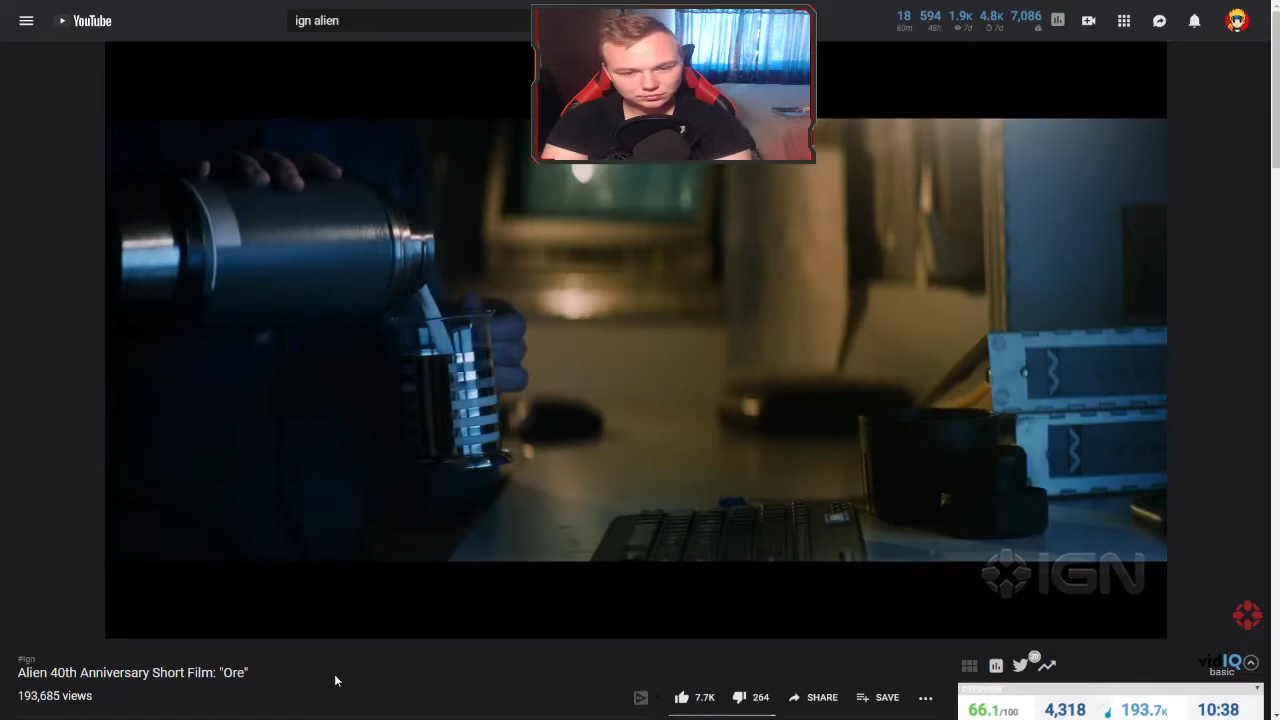 YouTube
ign alien
18 594 1.9K 4.8K 7,086
60m 48h 7d 7d
IGN
#ign
Alien 40th Anniversary Short Film: "Ore"
193,685 views
7.7K 264 SHARE SAVE
20
vidIQ
basic
66.1/100 4,318 193.7k 10:38